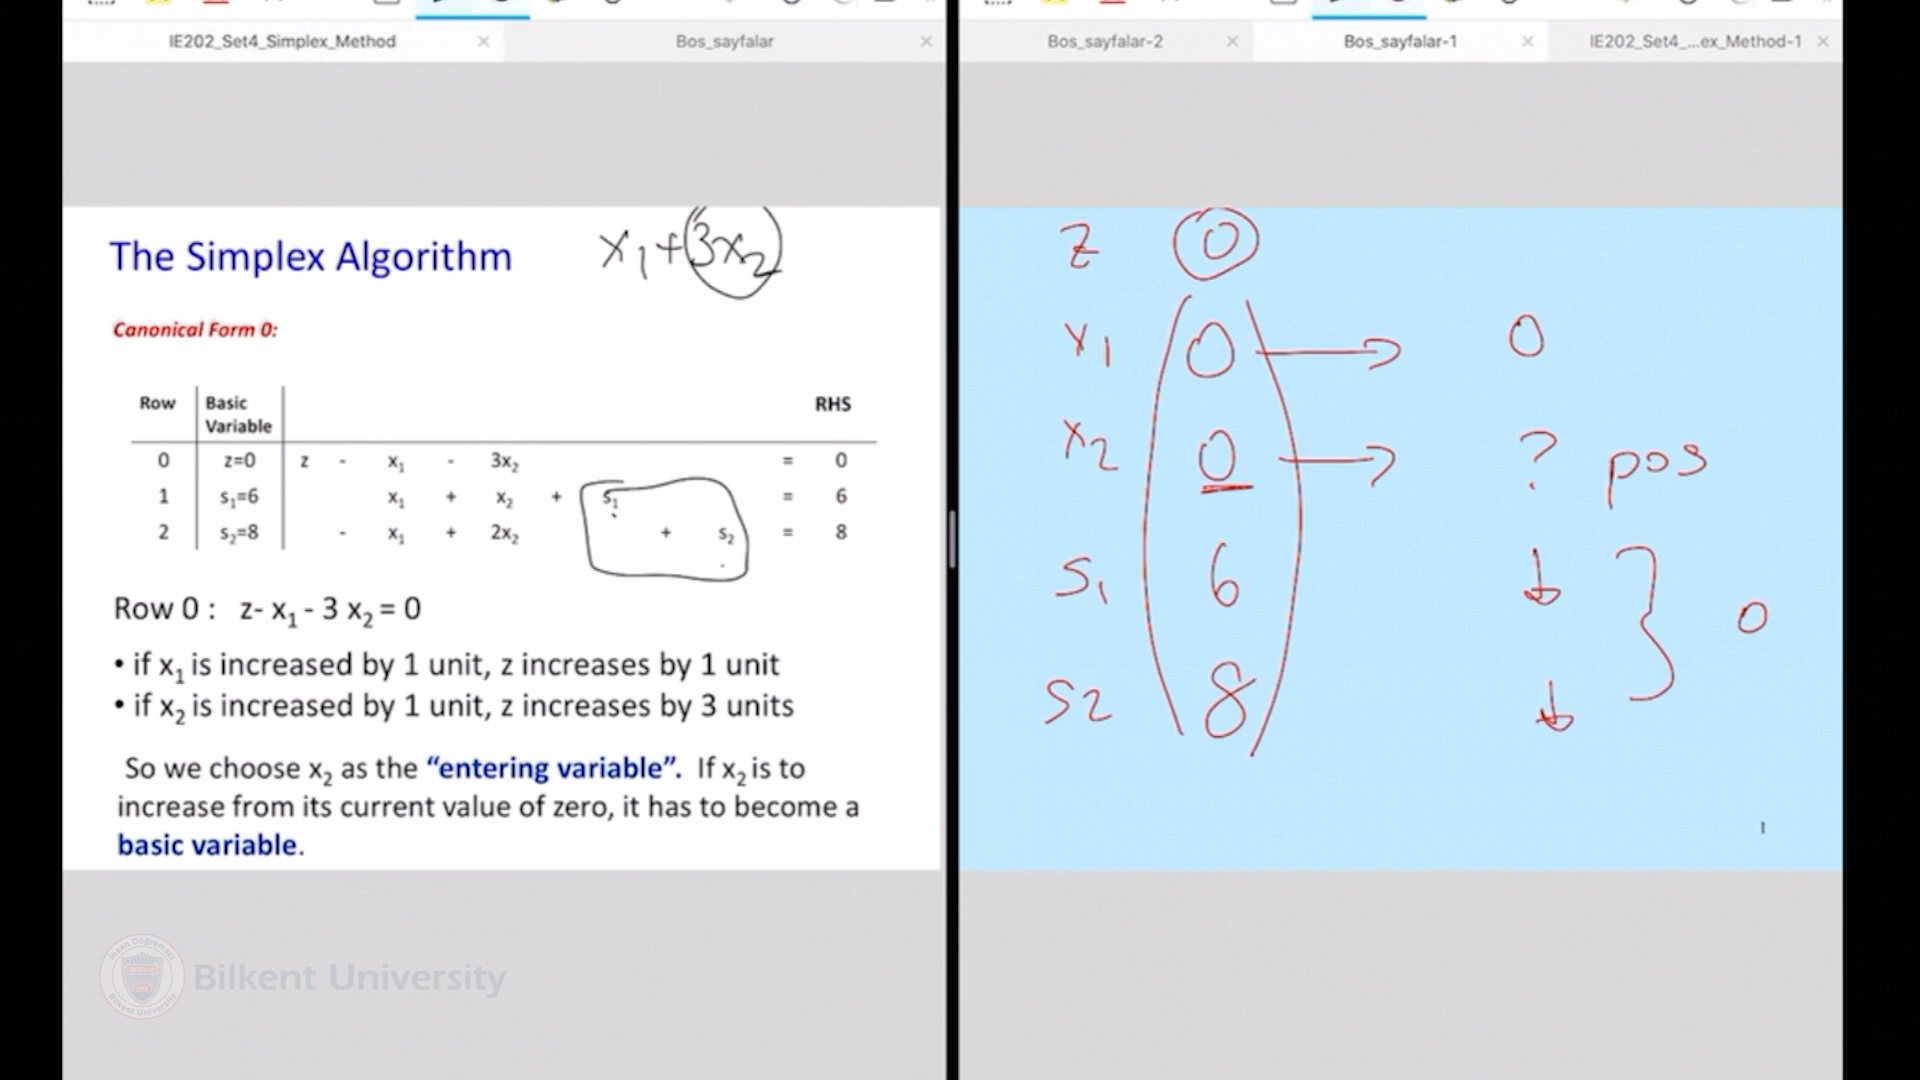 IE202_Set4_Simplex_Method × Bos_sayfalar ×
The Simplex Algorithm x₁+3x₂
Canonical Form 0:
Row Basic Variable RHS
0 z=0 z - x₁ - 3x₂ = 0
1 s₁=6 x₁ + x₂ + s₁ = 6
2 s₂=8 - x₁ + 2x₂ + s₂ = 8
Row 0 : z- x₁ - 3 x₂ = 0
• if x₁ is increased by 1 unit, z increases by 1 unit
• if x₂ is increased by 1 unit, z increases by 3 units
So we choose x₂ as the “entering variable”. If x₂ is to
increase from its current value of zero, it has to become a
basic variable.
Bilkent University
Bos_sayfalar-2 × Bos_sayfalar-1 × IE202_Set4_...ex_Method-1 ×
z 0
x₁ 0 → 0
x₂ 0 → ? pos
s₁ 6 ↓ } 0
s₂ 8 ↓
1